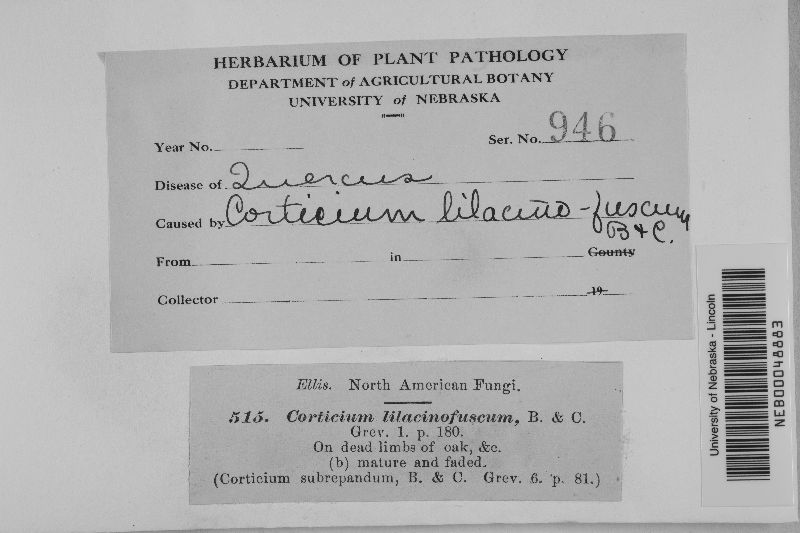 HERBARIUM OF PLANT PATHOLOGY
DEPARTMENT of AGRICULTURAL BOTANY
UNIVERSITY of NEBRASKA
Year No. Ser. No. 946
Disease of Quercus
Caused by Corticium lilacino-fuscum
B & C.
From in County
Collector 19
Ellis. North American Fungi.
515. Corticium lilacinofuscum, B. & C.
Grev. 1. p. 180.
On dead limbs of oak, &c.
(b) mature and faded.
(Corticium subrepandum, B. & C. Grev. 6. p. 81.)
University of Nebraska - Lincoln
NEB00048883